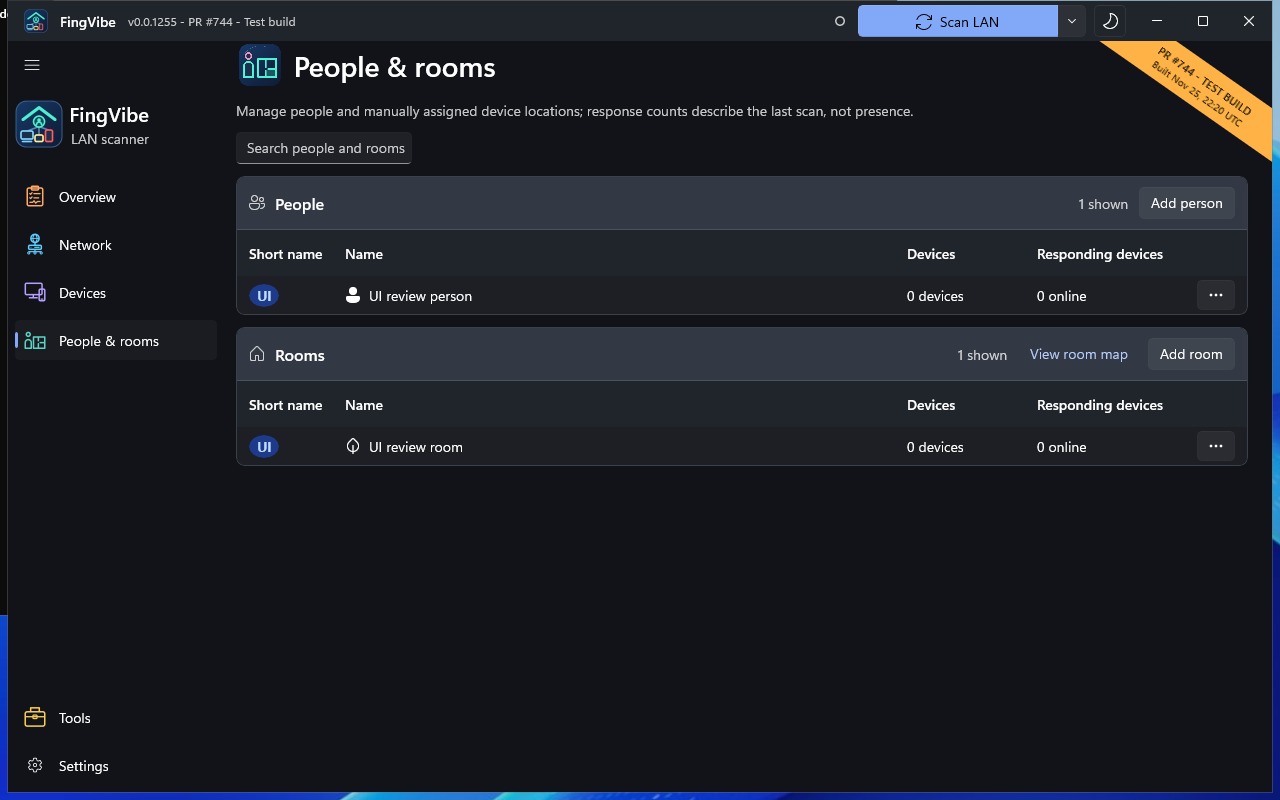 FingVibe v0.0.1255 - PR #744 - Test build
Scan LAN
People & rooms
PR #744 - TEST BUILD
Built Nov 25, 22:20 UTC
FingVibe
LAN scanner
Manage people and manually assigned device locations; response counts describe the last scan, not presence.
Search people and rooms
Overview
Network
Devices
People & rooms
Tools
Settings
People 1 shown Add person
Short name Name Devices Responding devices
UI UI review person 0 devices 0 online
Rooms 1 shown View room map Add room
Short name Name Devices Responding devices
UI UI review room 0 devices 0 online